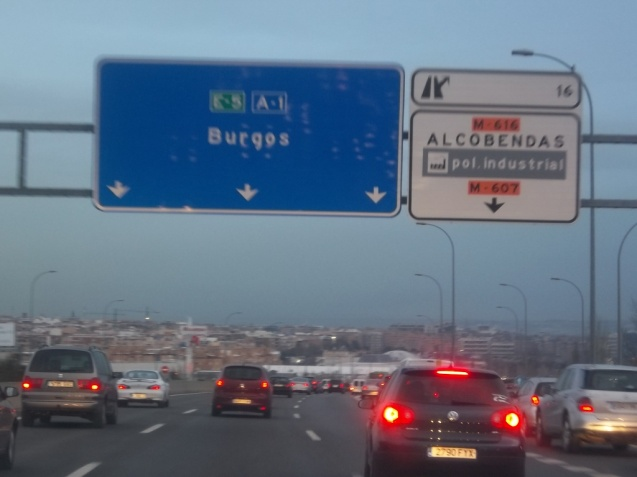 E-5 A-1
Burgos
16
M-616
ALCOBENDAS
pol. industrial
M-607
2790 FYX